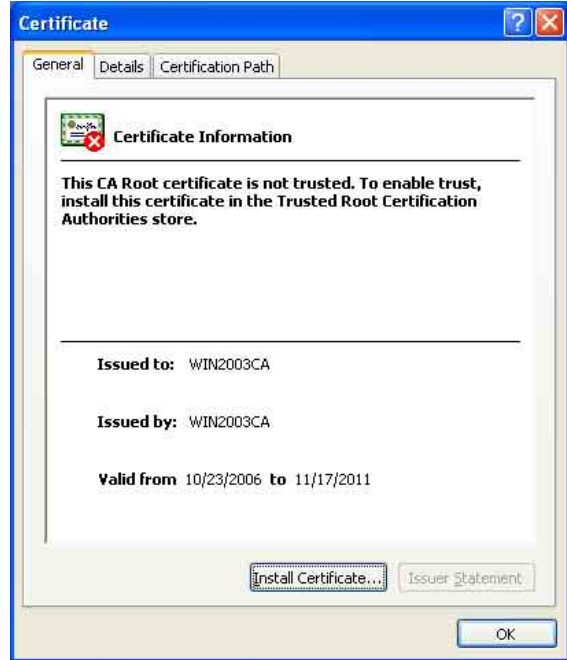 Certificate
General Details Certification Path
Certificate Information
This CA Root certificate is not trusted. To enable trust,
install this certificate in the Trusted Root Certification
Authorities store.
Issued to: WIN2003CA
Issued by: WIN2003CA
Valid from 10/23/2006 to 11/17/2011
Install Certificate... Issuer Statement
OK